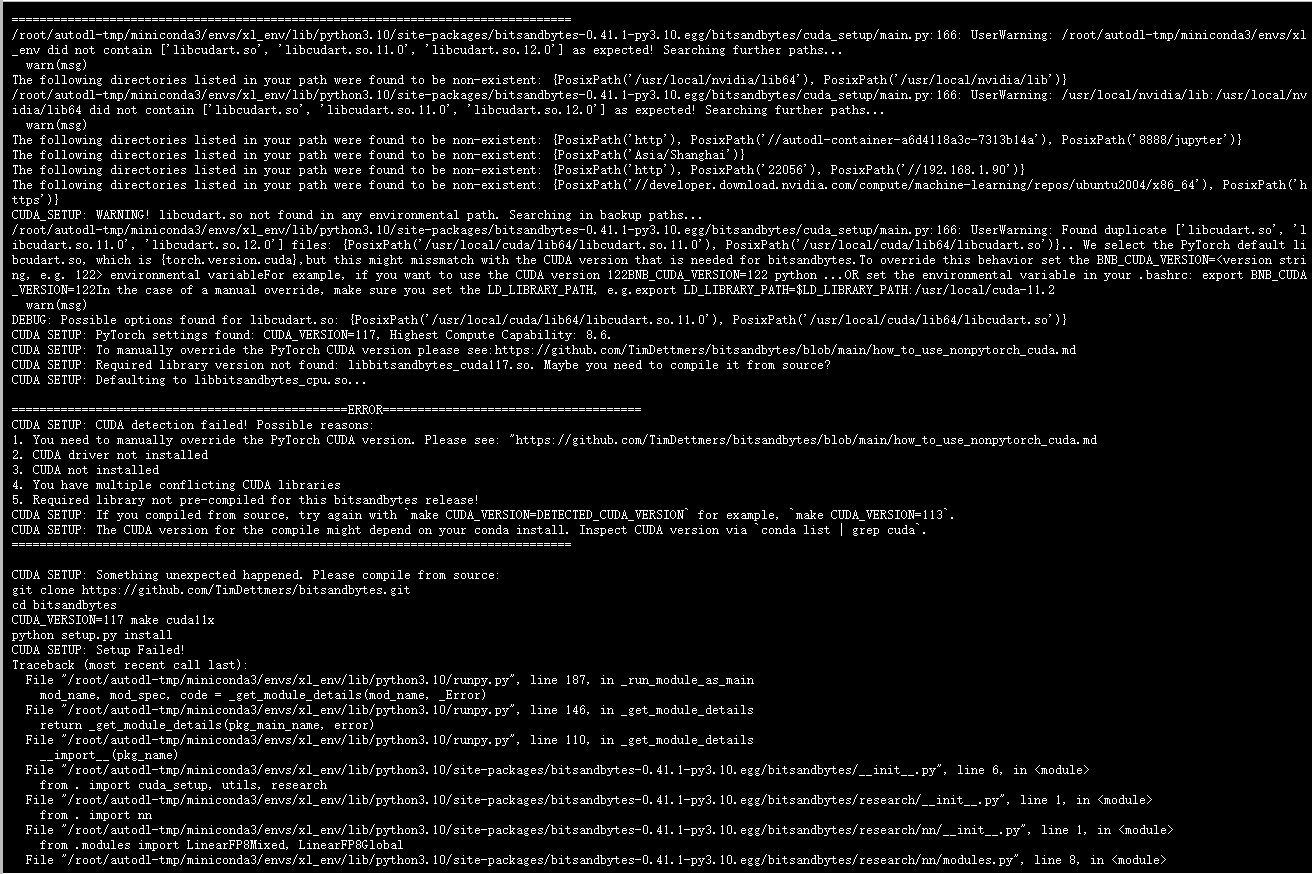 ================================================================================
/root/autodl-tmp/miniconda3/envs/xl_env/lib/python3.10/site-packages/bitsandbytes-0.41.1-py3.10.egg/bitsandbytes/cuda_setup/main.py:166: UserWarning: /root/autodl-tmp/miniconda3/envs/xl
_env did not contain ['libcudart.so', 'libcudart.so.11.0', 'libcudart.so.12.0'] as expected! Searching further paths...
  warn(msg)
The following directories listed in your path were found to be non-existent: {PosixPath('/usr/local/nvidia/lib64'), PosixPath('/usr/local/nvidia/lib')}
/root/autodl-tmp/miniconda3/envs/xl_env/lib/python3.10/site-packages/bitsandbytes-0.41.1-py3.10.egg/bitsandbytes/cuda_setup/main.py:166: UserWarning: /usr/local/nvidia/lib:/usr/local/nv
idia/lib64 did not contain ['libcudart.so', 'libcudart.so.11.0', 'libcudart.so.12.0'] as expected! Searching further paths...
  warn(msg)
The following directories listed in your path were found to be non-existent: {PosixPath('http'), PosixPath('//autodl-container-a6d4118a3c-7313b14a'), PosixPath('8888/jupyter')}
The following directories listed in your path were found to be non-existent: {PosixPath('Asia/Shanghai')}
The following directories listed in your path were found to be non-existent: {PosixPath('http'), PosixPath('22056'), PosixPath('//192.168.1.90')}
The following directories listed in your path were found to be non-existent: {PosixPath('//developer.download.nvidia.com/compute/machine-learning/repos/ubuntu2004/x86_64'), PosixPath('h
ttps')}
CUDA_SETUP: WARNING! libcudart.so not found in any environmental path. Searching in backup paths...
/root/autodl-tmp/miniconda3/envs/xl_env/lib/python3.10/site-packages/bitsandbytes-0.41.1-py3.10.egg/bitsandbytes/cuda_setup/main.py:166: UserWarning: Found duplicate ['libcudart.so', 'l
ibcudart.so.11.0', 'libcudart.so.12.0'] files: {PosixPath('/usr/local/cuda/lib64/libcudart.so.11.0'), PosixPath('/usr/local/cuda/lib64/libcudart.so')}.. We select the PyTorch default li
bcudart.so, which is {torch.version.cuda},but this might missmatch with the CUDA version that is needed for bitsandbytes.To override this behavior set the BNB_CUDA_VERSION=<version stri
ng, e.g. 122> environmental variableFor example, if you want to use the CUDA version 122BNB_CUDA_VERSION=122 python ...OR set the environmental variable in your .bashrc: export BNB_CUDA
_VERSION=122In the case of a manual override, make sure you set the LD_LIBRARY_PATH, e.g.export LD_LIBRARY_PATH=$LD_LIBRARY_PATH:/usr/local/cuda-11.2
  warn(msg)
DEBUG: Possible options found for libcudart.so: {PosixPath('/usr/local/cuda/lib64/libcudart.so.11.0'), PosixPath('/usr/local/cuda/lib64/libcudart.so')}
CUDA SETUP: PyTorch settings found: CUDA_VERSION=117, Highest Compute Capability: 8.6.
CUDA SETUP: To manually override the PyTorch CUDA version please see:https://github.com/TimDettmers/bitsandbytes/blob/main/how_to_use_nonpytorch_cuda.md
CUDA SETUP: Required library version not found: libbitsandbytes_cuda117.so. Maybe you need to compile it from source?
CUDA SETUP: Defaulting to libbitsandbytes_cpu.so...

================================================ERROR=====================================
CUDA SETUP: CUDA detection failed! Possible reasons:
1. You need to manually override the PyTorch CUDA version. Please see: "https://github.com/TimDettmers/bitsandbytes/blob/main/how_to_use_nonpytorch_cuda.md
2. CUDA driver not installed
3. CUDA not installed
4. You have multiple conflicting CUDA libraries
5. Required library not pre-compiled for this bitsandbytes release!
CUDA SETUP: If you compiled from source, try again with `make CUDA_VERSION=DETECTED_CUDA_VERSION` for example, `make CUDA_VERSION=113`.
CUDA SETUP: The CUDA version for the compile might depend on your conda install. Inspect CUDA version via `conda list | grep cuda`.
================================================================================

CUDA SETUP: Something unexpected happened. Please compile from source:
git clone https://github.com/TimDettmers/bitsandbytes.git
cd bitsandbytes
CUDA_VERSION=117 make cuda11x
python setup.py install
CUDA SETUP: Setup Failed!
Traceback (most recent call last):
  File "/root/autodl-tmp/miniconda3/envs/xl_env/lib/python3.10/runpy.py", line 187, in _run_module_as_main
    mod_name, mod_spec, code = _get_module_details(mod_name, _Error)
  File "/root/autodl-tmp/miniconda3/envs/xl_env/lib/python3.10/runpy.py", line 146, in _get_module_details
    return _get_module_details(pkg_main_name, error)
  File "/root/autodl-tmp/miniconda3/envs/xl_env/lib/python3.10/runpy.py", line 110, in _get_module_details
    __import__(pkg_name)
  File "/root/autodl-tmp/miniconda3/envs/xl_env/lib/python3.10/site-packages/bitsandbytes-0.41.1-py3.10.egg/bitsandbytes/__init__.py", line 6, in <module>
    from . import cuda_setup, utils, research
  File "/root/autodl-tmp/miniconda3/envs/xl_env/lib/python3.10/site-packages/bitsandbytes-0.41.1-py3.10.egg/bitsandbytes/research/__init__.py", line 1, in <module>
    from . import nn
  File "/root/autodl-tmp/miniconda3/envs/xl_env/lib/python3.10/site-packages/bitsandbytes-0.41.1-py3.10.egg/bitsandbytes/research/nn/__init__.py", line 1, in <module>
    from .modules import LinearFP8Mixed, LinearFP8Global
  File "/root/autodl-tmp/miniconda3/envs/xl_env/lib/python3.10/site-packages/bitsandbytes-0.41.1-py3.10.egg/bitsandbytes/research/nn/modules.py", line 8, in <module>